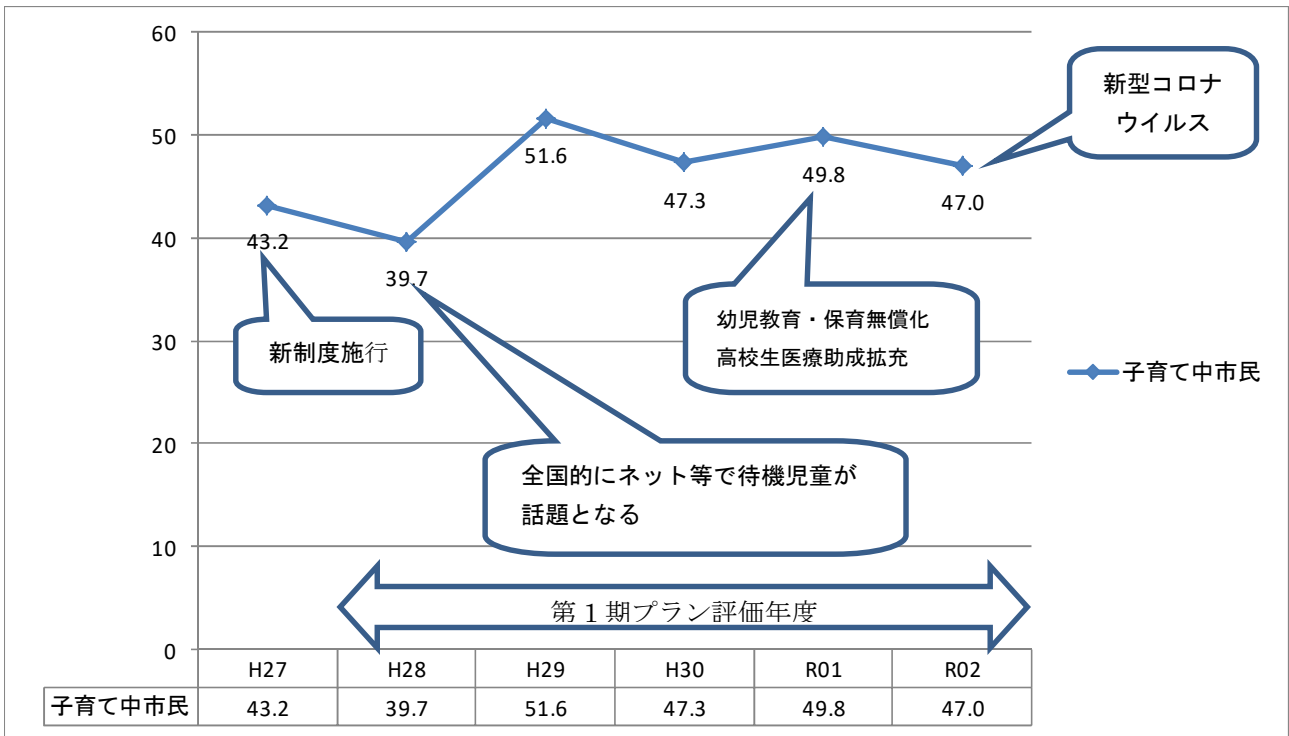 60
50
40
30
20
10
0
43.2
39.7
51.6
47.3
49.8
47.0
新制度施行
全国的にネット等で待機児童が
話題となる
幼児教育・保育無償化
高校生医療助成拡充
新型コロナ
ウイルス
子育て中市民
第１期プラン評価年度
H27 H28 H29 H30 R01 R02
子育て中市民 43.2 39.7 51.6 47.3 49.8 47.0